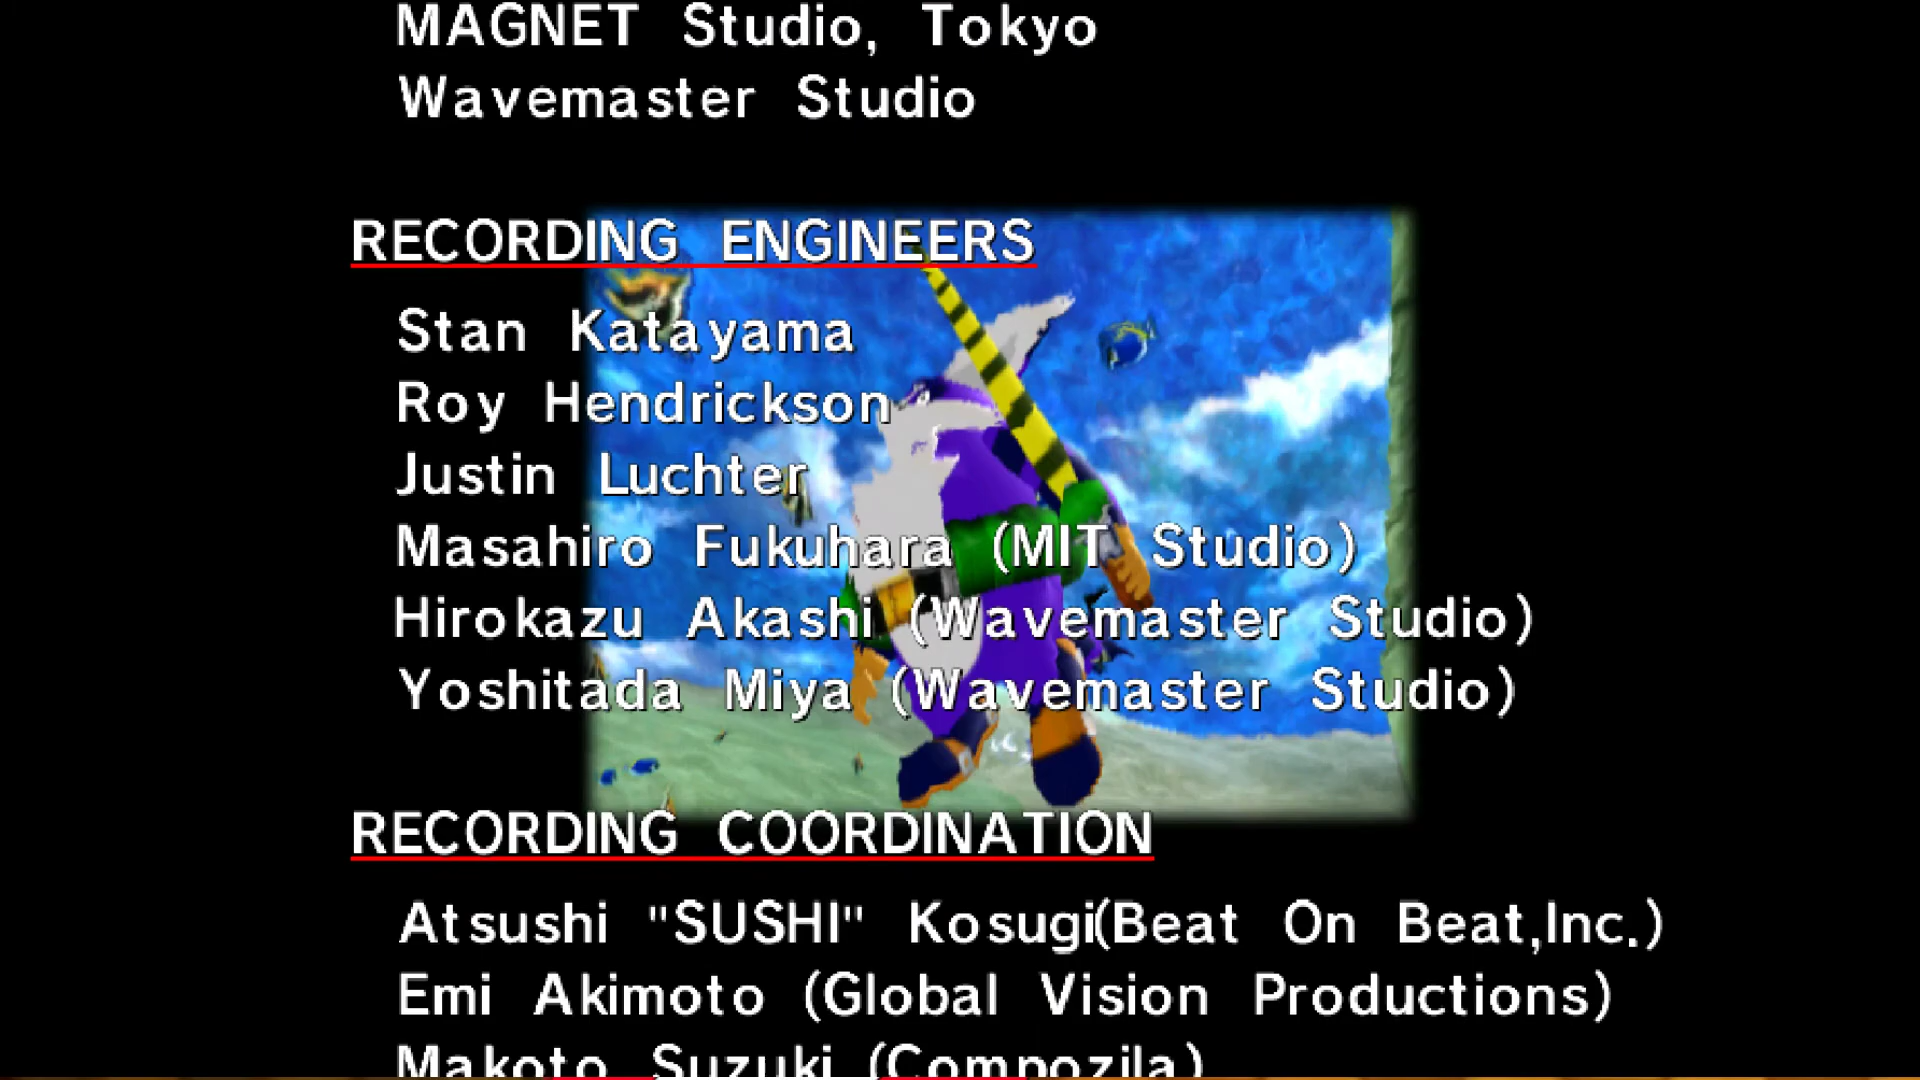 MAGNET Studio, Tokyo
Wavemaster Studio
RECORDING ENGINEERS
Stan Katayama
Roy Hendrickson
Justin Luchter
Masahiro Fukuhara (MIT Studio)
Hirokazu Akashi (Wavemaster Studio)
Yoshitada Miya (Wavemaster Studio)
RECORDING COORDINATION
Atsushi "SUSHI" Kosugi(Beat On Beat,Inc.)
Emi Akimoto (Global Vision Productions)
Makoto Suzuki (Compozila)